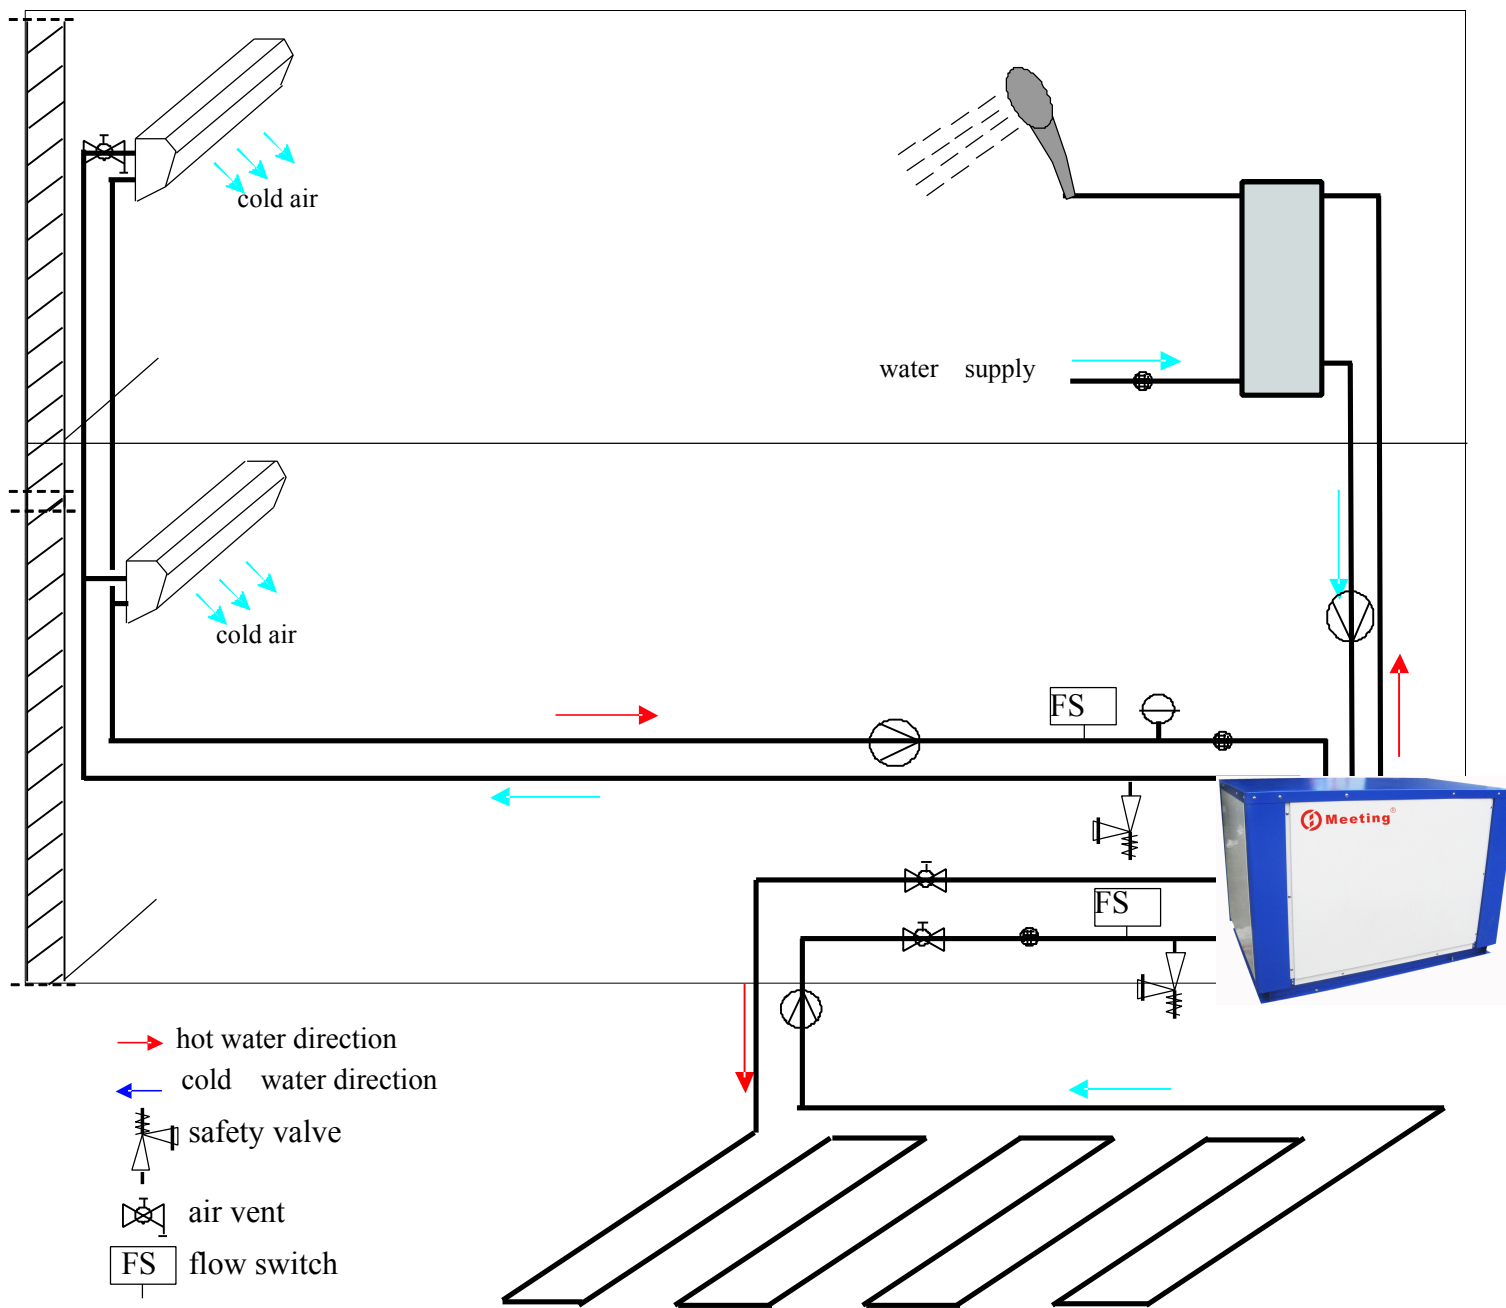 cold air
water supply
cold air
FS
Meeting®
FS
hot water direction
cold water direction
safety valve
air vent
FS flow switch